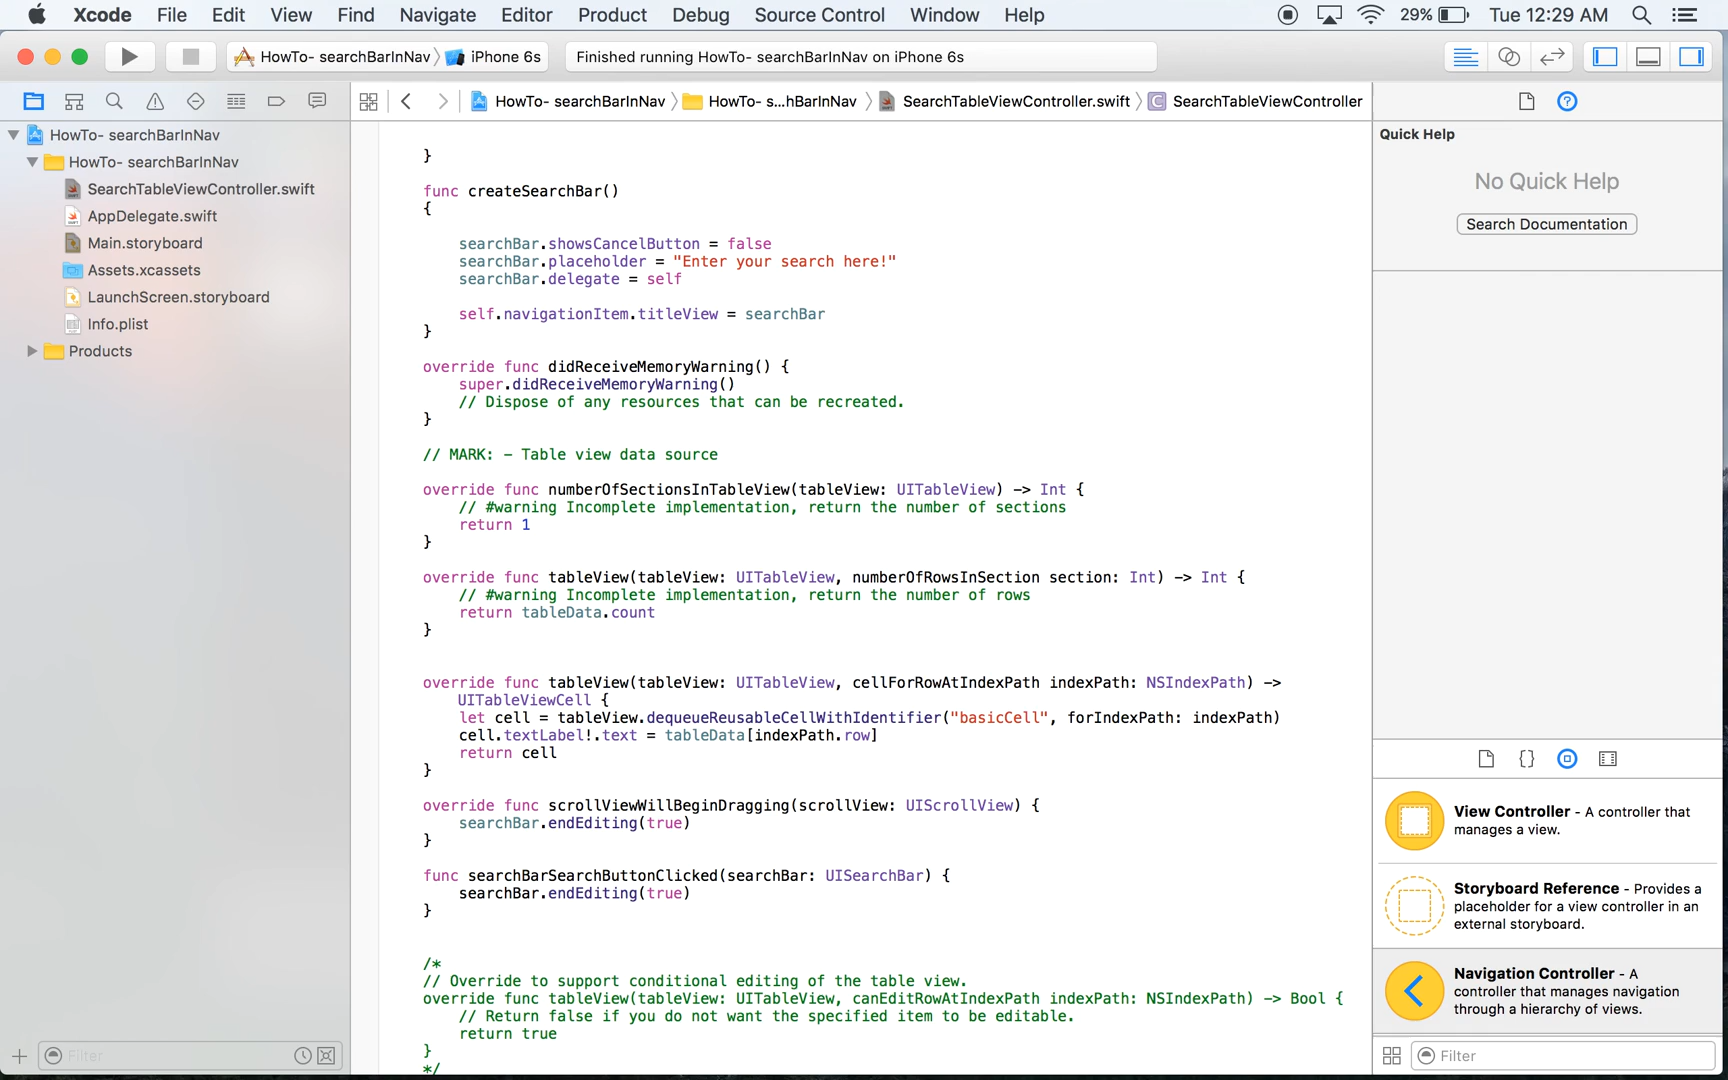 Xcode File Edit View Find Navigate Editor Product Debug Source Control Window Help 29% Tue 12:29 AM
HowTo- searchBarInNav iPhone 6s Finished running HowTo- searchBarInNav on iPhone 6s
HowTo- searchBarInNav HowTo- s...hBarInNav SearchTableViewController.swift C SearchTableViewController
HowTo- searchBarInNav
HowTo- searchBarInNav
SearchTableViewController.swift
AppDelegate.swift
Main.storyboard
Assets.xcassets
LaunchScreen.storyboard
Info.plist
Products
Filter
}
func createSearchBar()
{
searchBar.showsCancelButton = false
searchBar.placeholder = "Enter your search here!"
searchBar.delegate = self
self.navigationItem.titleView = searchBar
}
override func didReceiveMemoryWarning() {
super.didReceiveMemoryWarning()
// Dispose of any resources that can be recreated.
}
// MARK: - Table view data source
override func numberOfSectionsInTableView(tableView: UITableView) -> Int {
// #warning Incomplete implementation, return the number of sections
return 1
}
override func tableView(tableView: UITableView, numberOfRowsInSection section: Int) -> Int {
// #warning Incomplete implementation, return the number of rows
return tableData.count
}
override func tableView(tableView: UITableView, cellForRowAtIndexPath indexPath: NSIndexPath) ->
UITableViewCell {
let cell = tableView.dequeueReusableCellWithIdentifier("basicCell", forIndexPath: indexPath)
cell.textLabel!.text = tableData[indexPath.row]
return cell
}
override func scrollViewWillBeginDragging(scrollView: UIScrollView) {
searchBar.endEditing(true)
}
func searchBarSearchButtonClicked(searchBar: UISearchBar) {
searchBar.endEditing(true)
}
/*
// Override to support conditional editing of the table view.
override func tableView(tableView: UITableView, canEditRowAtIndexPath indexPath: NSIndexPath) -> Bool {
// Return false if you do not want the specified item to be editable.
return true
}
*/
Quick Help
No Quick Help
Search Documentation
{}
View Controller - A controller that
manages a view.
Storyboard Reference - Provides a
placeholder for a view controller in an
external storyboard.
Navigation Controller - A
controller that manages navigation
through a hierarchy of views.
Filter